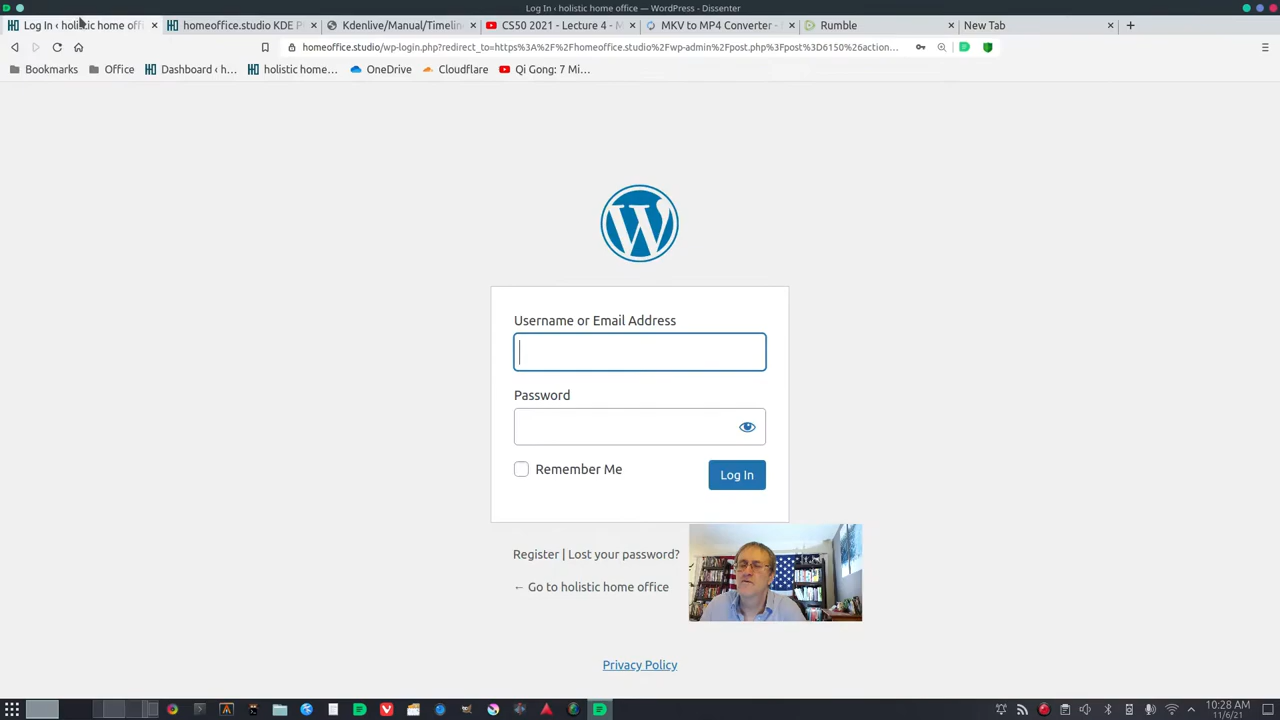 Log In ‹ holistic home office — WordPress - Dissenter
Log In ‹ holistic home offi
homeoffice.studio KDE P
Kdenlive/Manual/Timelin
CS50 2021 - Lecture 4 - M
MKV to MP4 Converter -
Rumble
New Tab
homeoffice.studio/wp-login.php?redirect_to=https%3A%2F%2Fhomeoffice.studio%2Fwp-admin%2Fpost.php%3Fpost%3D6150%26action...
Bookmarks
Office
Dashboard ‹ h...
holistic home...
OneDrive
Cloudflare
Qi Gong: 7 Mi...
Username or Email Address
Password
Remember Me
Log In
Register | Lost your password?
← Go to holistic home office
Privacy Policy
10:28 AM
11/6/21